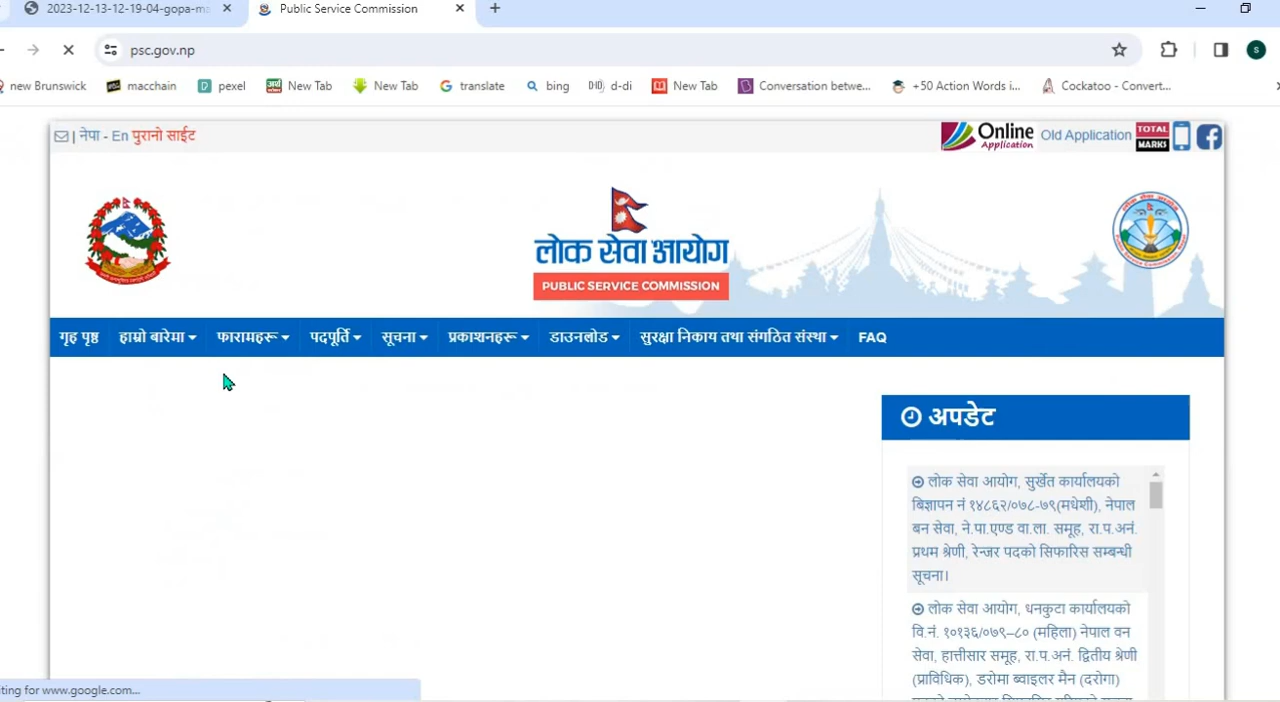 2023-12-13-12-19-04-gopa-ma
Public Service Commission
psc.gov.np
new Brunswick
macchain
pexel
New Tab
New Tab
translate
bing
d-di
New Tab
Conversation betwe...
+50 Action Words i...
Cockatoo - Convert...
| नेपा - En पुरानो साईट
Online Application
Old Application
TOTAL MARKS
लोक सेवा आयोग
PUBLIC SERVICE COMMISSION
गृह पृष्ठ
हाम्रो बारेमा
फारामहरू
पदपूर्ति
सूचना
प्रकाशनहरू
डाउनलोड
सुरक्षा निकाय तथा संगठित संस्था
FAQ
अपडेट
लोक सेवा आयोग, सुर्खेत कार्यालयको
बिज्ञापन नं १४८६२/०७८-७९(मधेशी), नेपाल
बन सेवा, ने.पा.एण्ड वा.ला. समूह, रा.प.अनं.
प्रथम श्रेणी, रेन्जर पदको सिफारिस सम्बन्धी
सूचना।
लोक सेवा आयोग, धनकुटा कार्यालयको
वि.नं. १०१३६/०७९–८० (महिला) नेपाल वन
सेवा, हात्तीसार समूह, रा.प.अनं. द्वितीय श्रेणी
(प्राविधिक), डरोमा ब्वाइलर मैन (दरोगा)
iting for www.google.com...